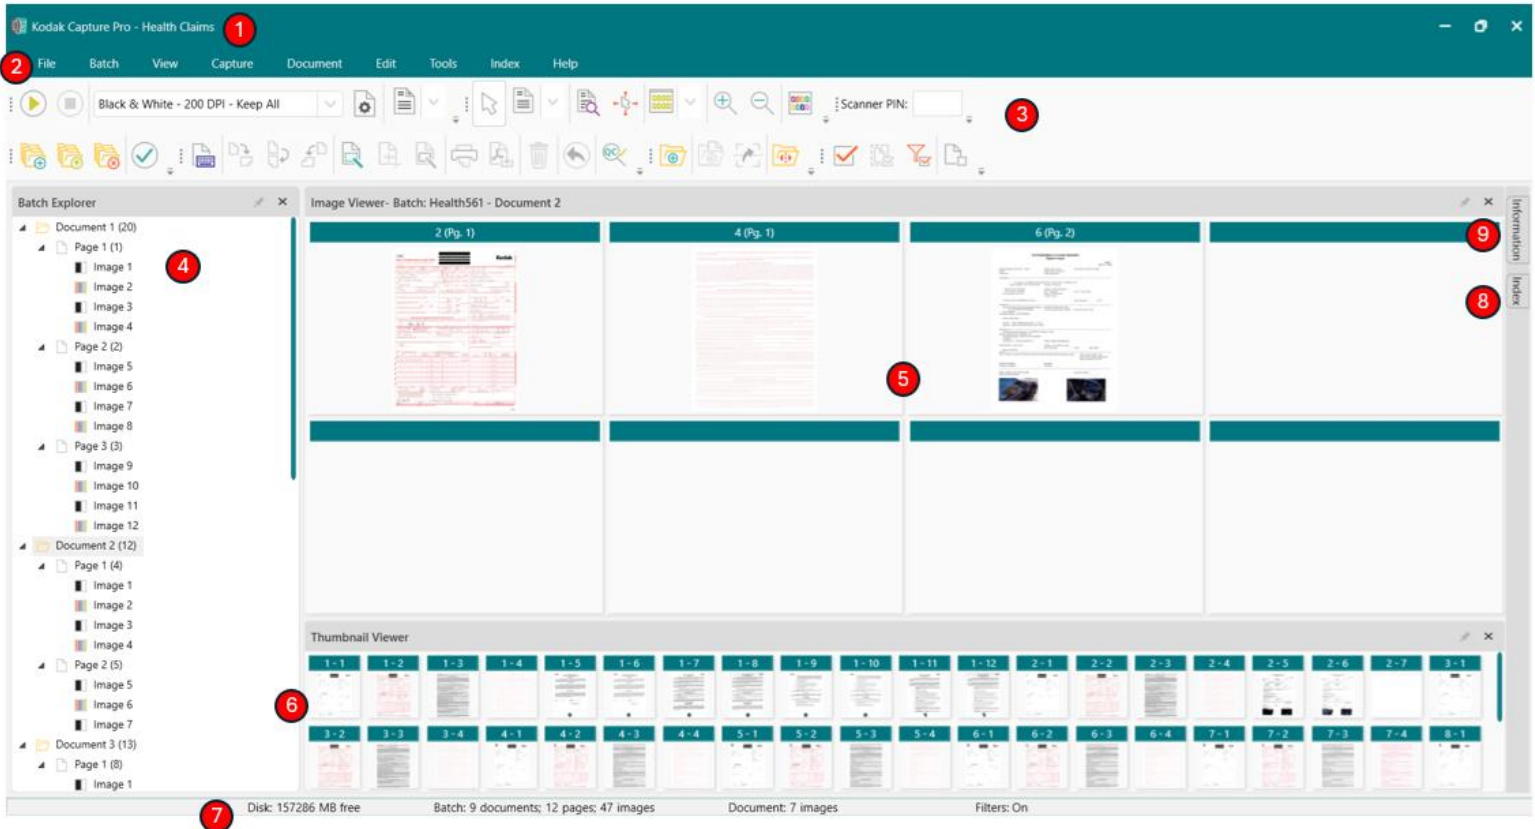 Kodak Capture Pro - Health Claims 1
2 File Batch View Capture Document Edit Tools Index Help
Black & White - 200 DPI - Keep All Scanner PIN: 3
QC
Batch Explorer
Document 1 (20)
Page 1 (1)
Image 1
4
Image 2
Image 3
Image 4
Page 2 (2)
Image 5
Image 6
Image 7
Image 8
Page 3 (3)
Image 9
Image 10
Image 11
Image 12
Document 2 (12)
Page 1 (4)
Image 1
Image 2
Image 3
Image 4
Page 2 (5)
Image 5
Image 6
Image 7
Document 3 (13)
Page 1 (8)
Image 1
Image Viewer- Batch: Health561 - Document 2
2 (Pg. 1) 4 (Pg. 1) 6 (Pg. 2)
Kodak
5
9
Information
8
Index
Thumbnail Viewer
1 - 1 1 - 2 1 - 3 1 - 4 1 - 5 1 - 6 1 - 7 1 - 8 1 - 9 1 - 10 1 - 11 1 - 12 2 - 1 2 - 2 2 - 3 2 - 4 2 - 5 2 - 6 2 - 7 3 - 1
6
3 - 2 3 - 3 3 - 4 4 - 1 4 - 2 4 - 3 4 - 4 5 - 1 5 - 2 5 - 3 5 - 4 6 - 1 6 - 2 6 - 3 6 - 4 7 - 1 7 - 2 7 - 3 7 - 4 8 - 1
7 Disk: 157286 MB free Batch: 9 documents; 12 pages; 47 images Document: 7 images Filters: On